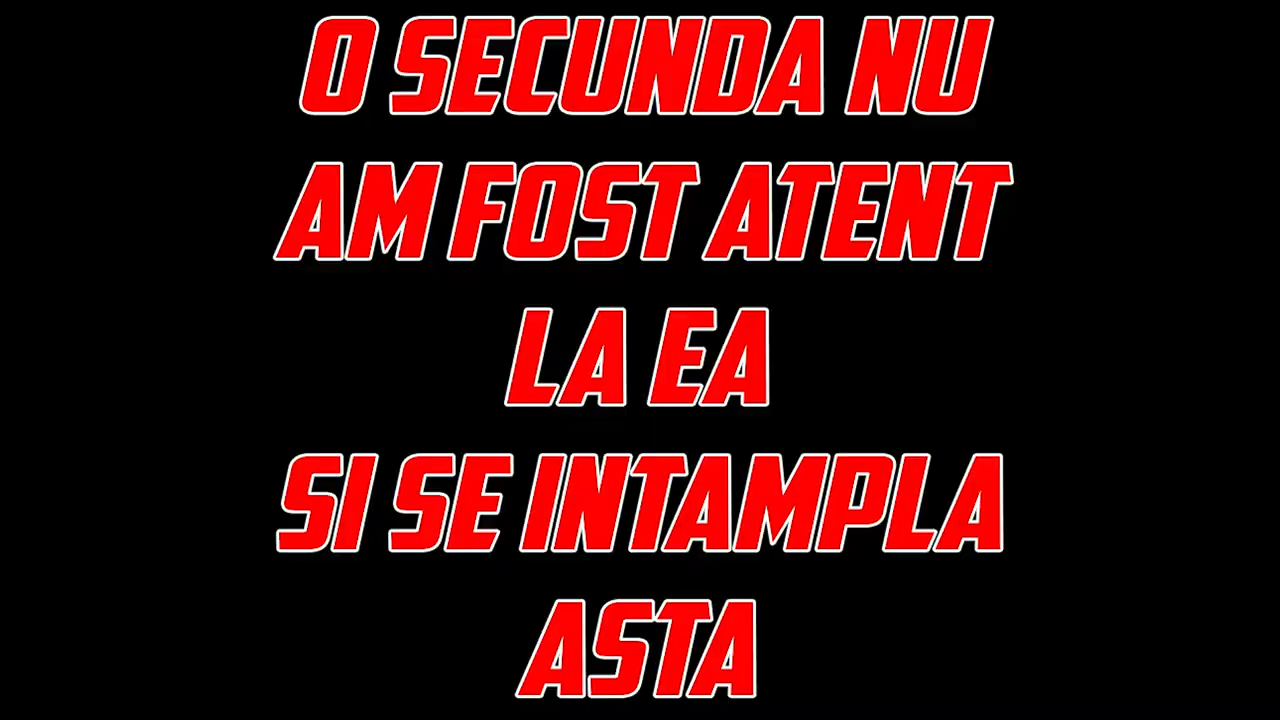 O SECUNDA NU
AM FOST ATENT
LA EA
SI SE INTAMPLA
ASTA